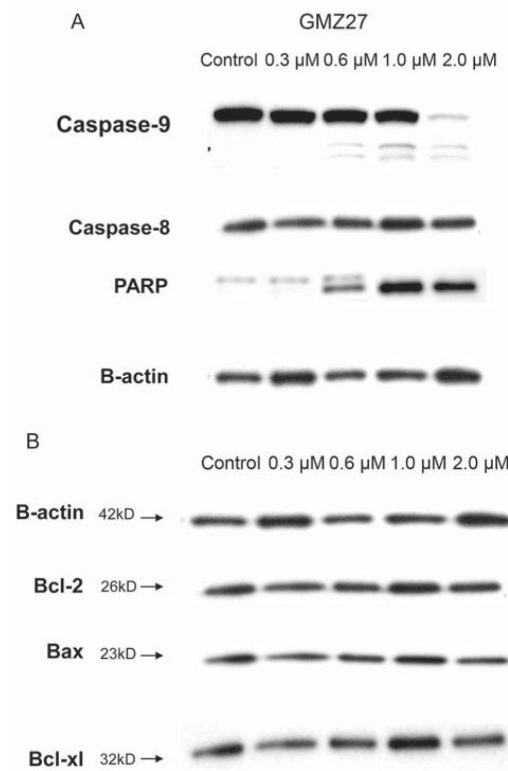 A
GMZ27
Control 0.3 µM 0.6 µM 1.0 µM 2.0 µM
Caspase-9
Caspase-8
PARP
B-actin
B
Control 0.3 µM 0.6 µM 1.0 µM 2.0 µM
B-actin 42kD →
Bcl-2 26kD →
Bax 23kD →
Bcl-xl 32kD →